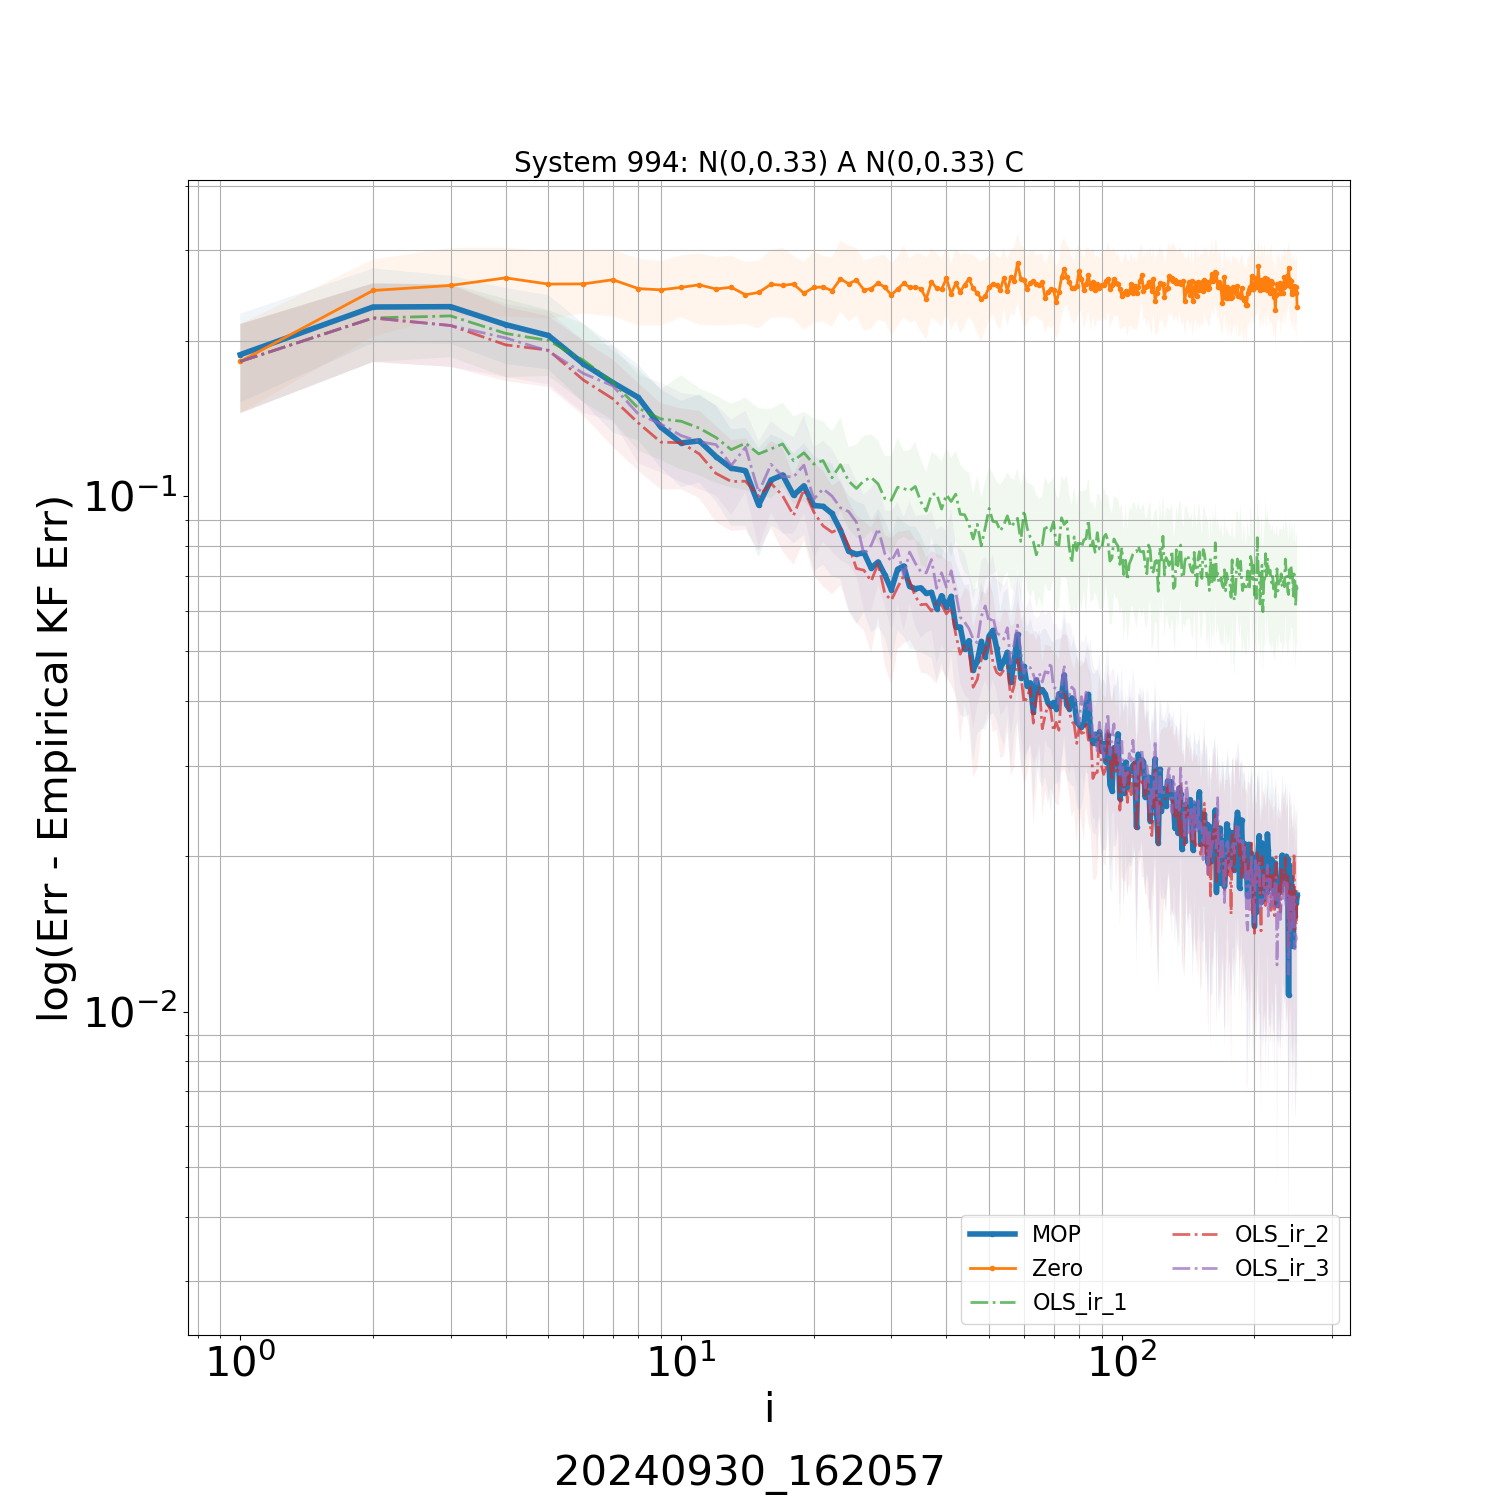 System 994: N(0,0.33) A N(0,0.33) C
log(Err - Empirical KF Err)
10⁻¹
10⁻²
MOP
Zero
OLS_ir_1
OLS_ir_2
OLS_ir_3
10⁰ 10¹ 10²
i
20240930_162057